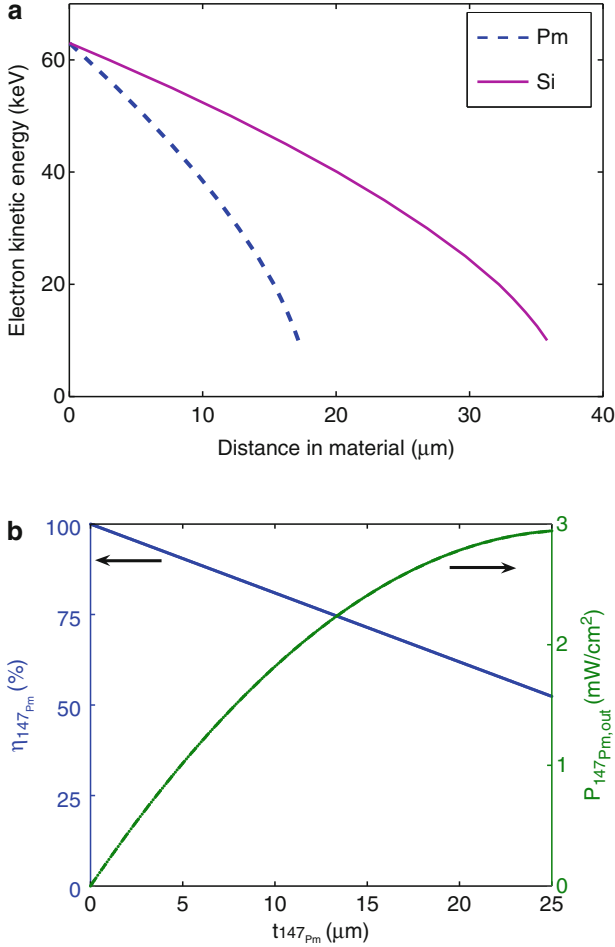 a
Electron kinetic energy (keV)
60
40
20
0
Pm
Si
0 10 20 30 40
Distance in material (μm)
b
η147Pm (%)
100
75
50
25
0
3
2
1
0
P147Pm,out (mW/cm²)
0 5 10 15 20 25
t147Pm (μm)